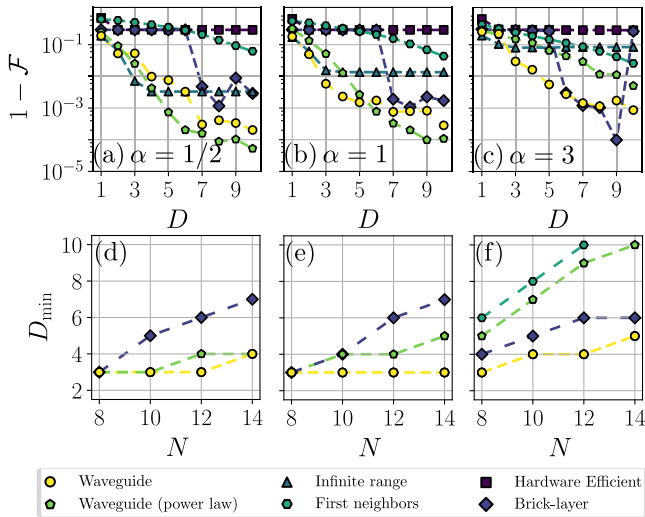 10⁻¹
10⁻³
10⁻⁵
1 − F
(a) α = 1/2
(b) α = 1
(c) α = 3
1 3 5 7 9
1 3 5 7 9
1 3 5 7 9
D D D
10
8
6
4
2
D_min
(d)
(e)
(f)
8 10 12 14
8 10 12 14
8 10 12 14
N N N
Waveguide
Infinite range
Hardware Efficient
Waveguide (power law)
First neighbors
Brick-layer